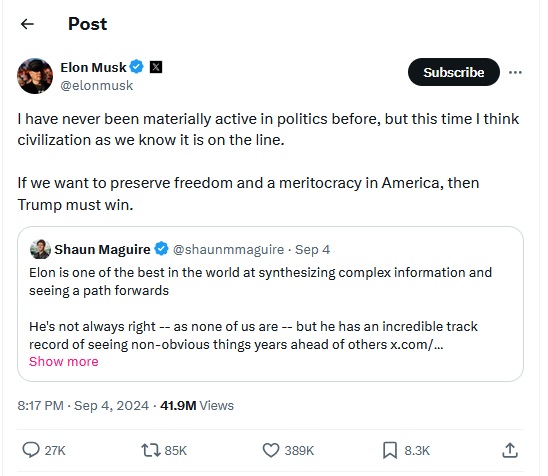 Post
Elon Musk
@elonmusk
Subscribe
I have never been materially active in politics before, but this time I think
civilization as we know it is on the line.
If we want to preserve freedom and a meritocracy in America, then
Trump must win.
Shaun Maguire @shaunmmaguire · Sep 4
Elon is one of the best in the world at synthesizing complex information and
seeing a path forwards
He's not always right -- as none of us are -- but he has an incredible track
record of seeing non-obvious things years ahead of others x.com/...
Show more
8:17 PM · Sep 4, 2024 · 41.9M Views
27K 85K 389K 8.3K